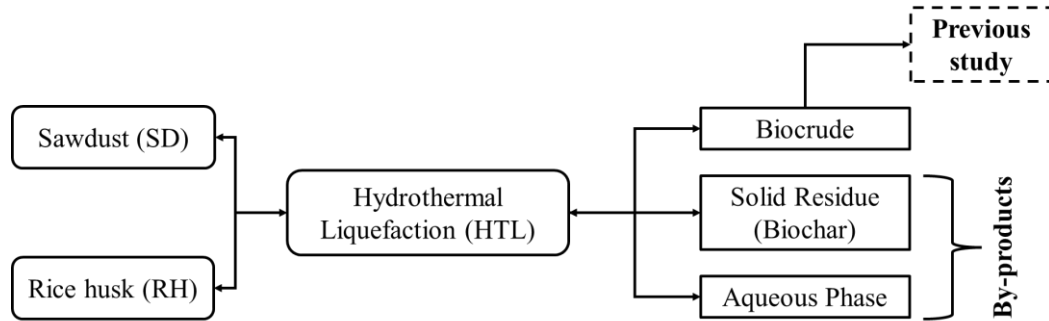 Previous
study
Sawdust (SD)
Biocrude
Hydrothermal
Liquefaction (HTL)
Solid Residue
(Biochar)
By-products
Rice husk (RH)
Aqueous Phase